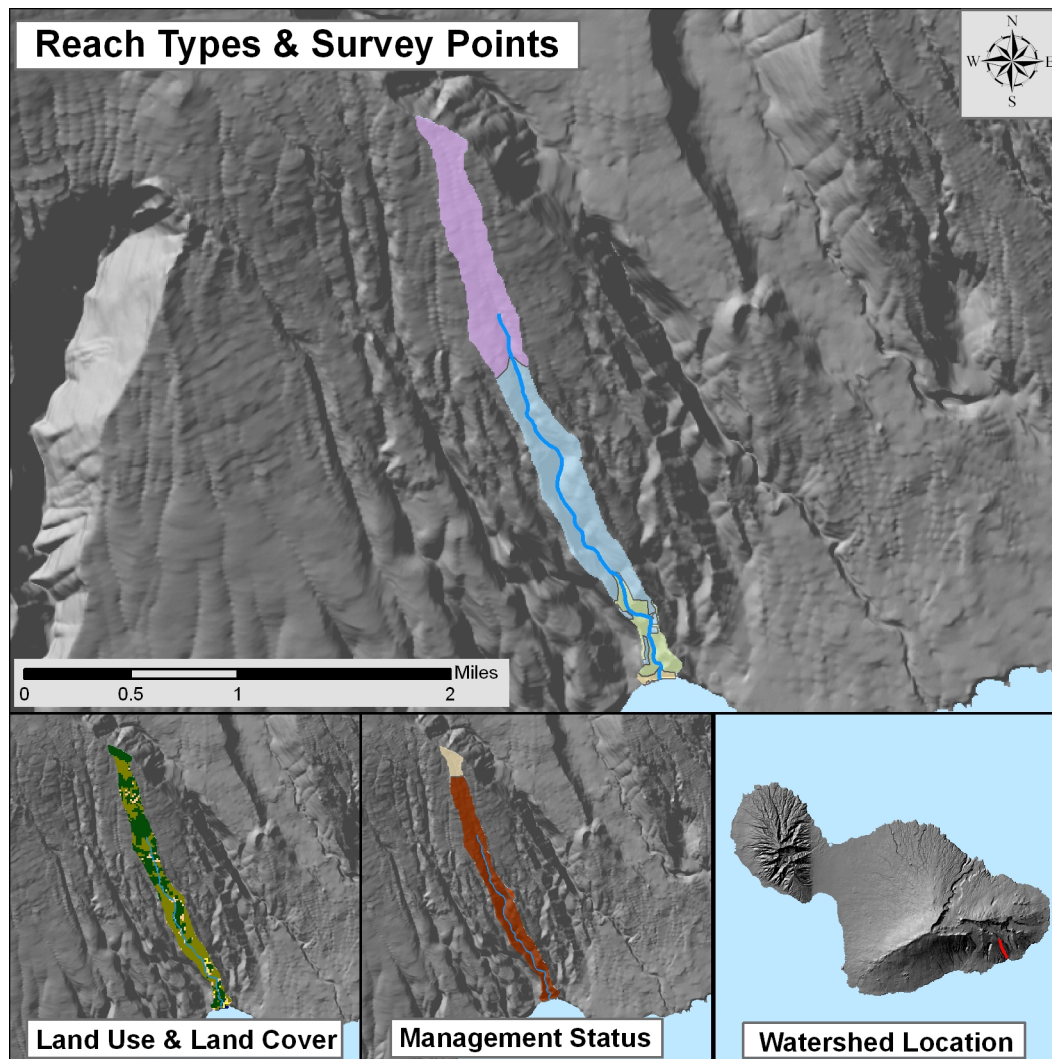 Reach Types & Survey Points
N
W E
S
Miles
0 0.5 1 2
Land Use & Land Cover
Management Status
Watershed Location